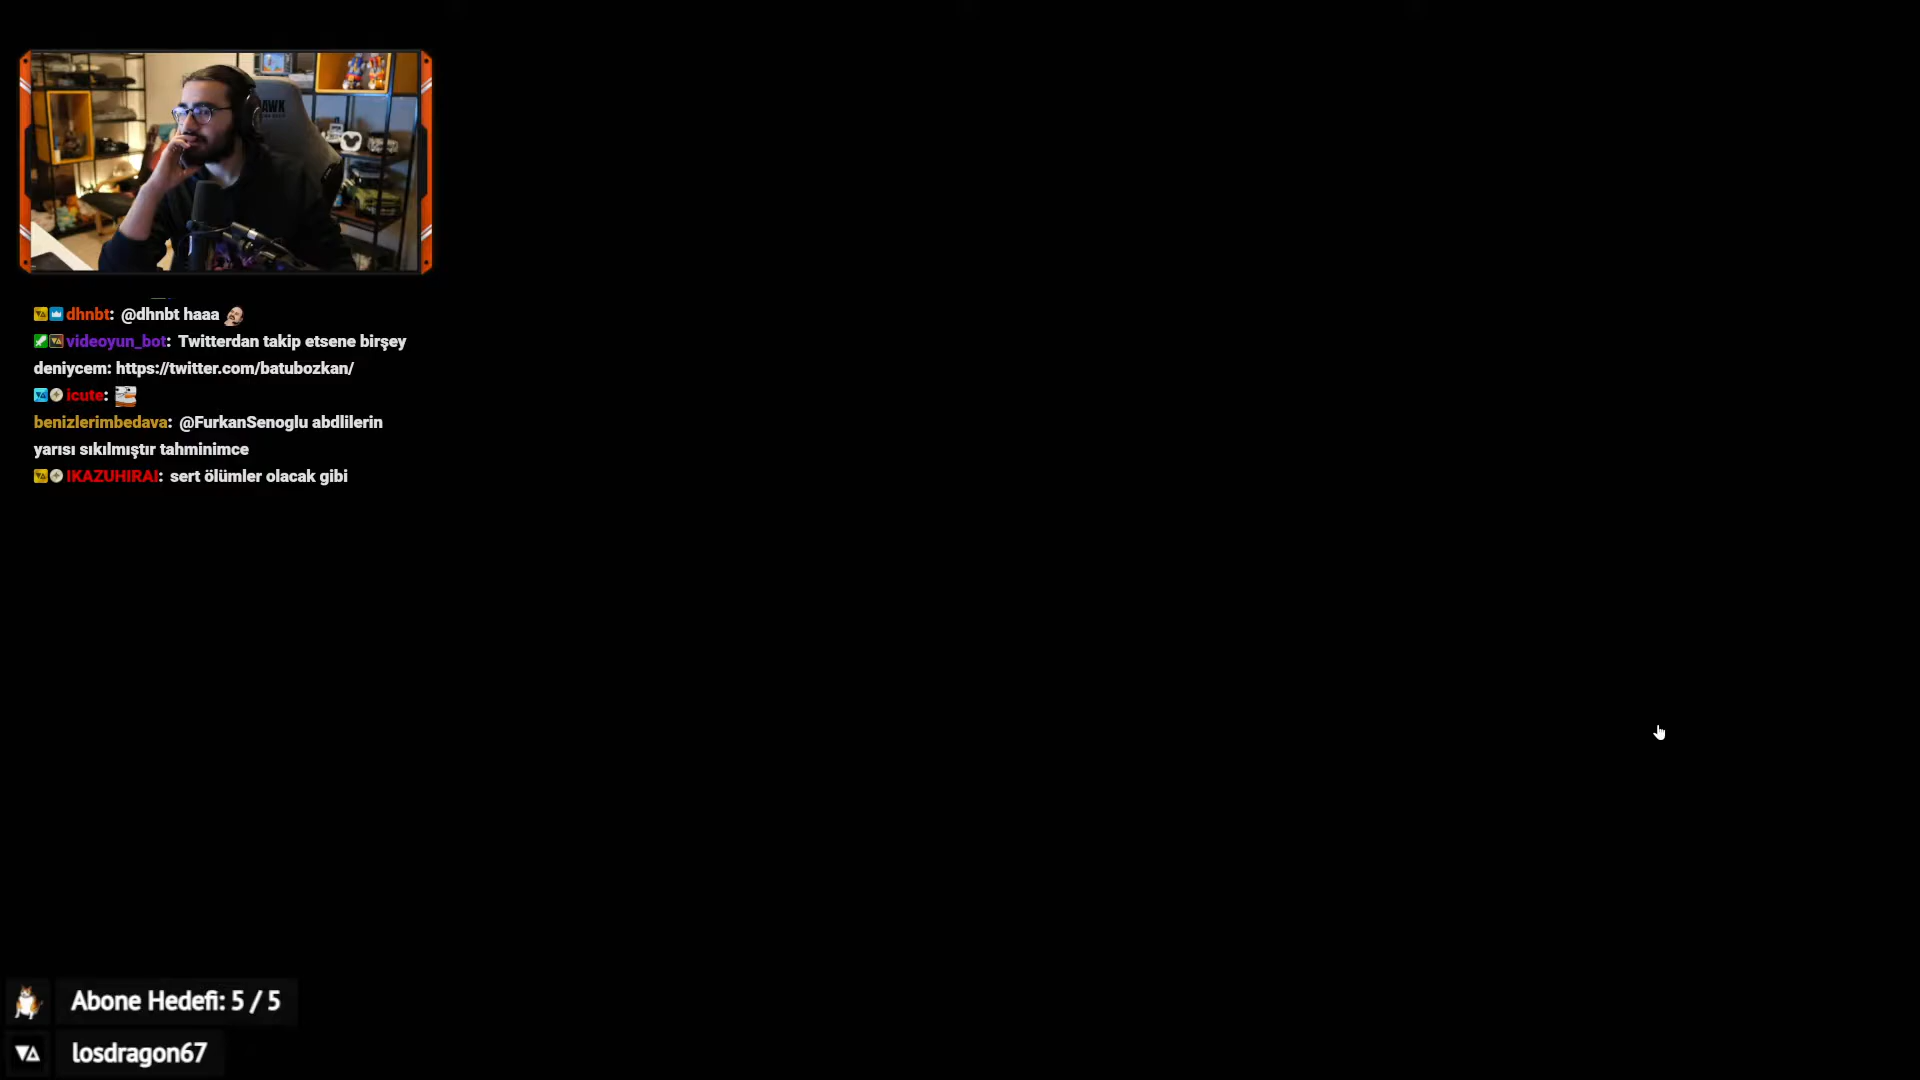 AWK
dhnbt: @dhnbt haaa
videoyun_bot: Twitterdan takip etsene birşey
deniycem: https://twitter.com/batubozkan/
icute:
benizlerimbedava: @FurkanSenoglu abdlilerin
yarısı sıkılmıştır tahminimce
IKAZUHIRAI: sert ölümler olacak gibi
Abone Hedefi: 5 / 5
losdragon67